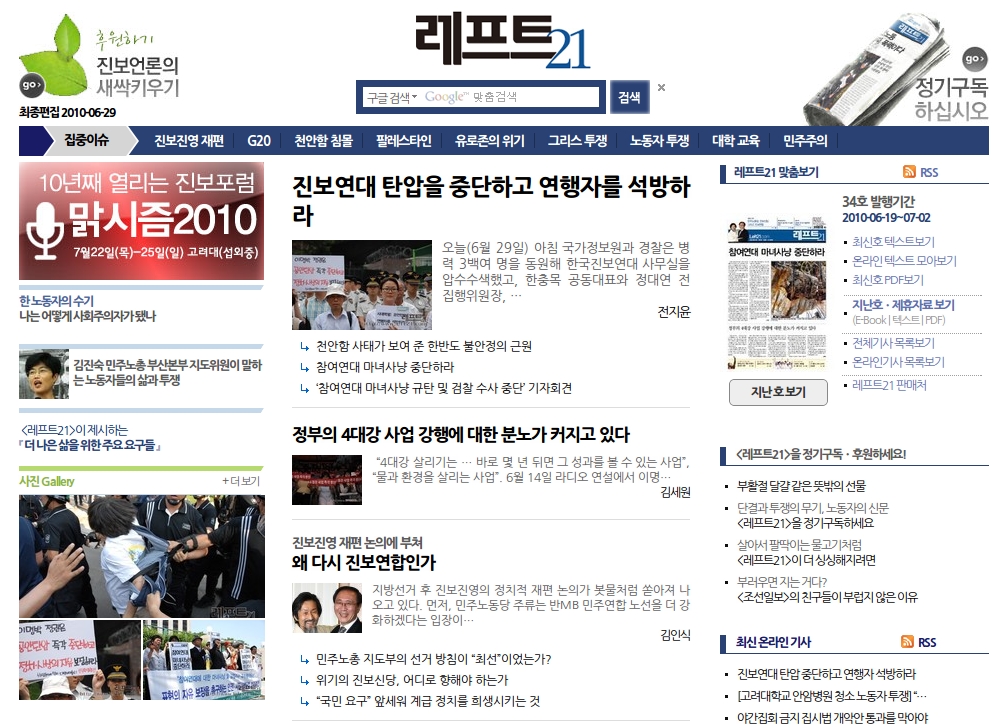 후원하기
진보언론의
새싹키우기
go
최종편집 2010-06-29
레프트21
구글 검색
Google™ 맞춤검색
검색
go
정기구독
하십시오
집중이슈
진보진영 재편
G20
천안함 침몰
팔레스타인
유로존의 위기
그리스 투쟁
노동자 투쟁
대학 교육
민주주의
10년째 열리는 진보포럼
맑시즘2010
7월22일(목)~25일(일) 고려대(섭외중)
한 노동자의 수기
나는 어떻게 사회주의자가 됐나
김진숙 민주노총 부산본부 지도위원이 말하
는 노동자들의 삶과 투쟁
<레프트21>이 제시하는
『더 나은 삶을 위한 주요 요구들』
사진 Gallery
+ 더 보기
레프트21
진보연대 탄압을 중단하고 연행자를 석방하
라
오늘(6월 29일) 아침 국가정보원과 경찰은 병
력 3백여 명을 동원해 한국진보연대 사무실을
압수수색했고, 한충목 공동대표와 정대연 전
집행위원장, …
전지윤
천안함 사태가 보여 준 한반도 불안정의 근원
참여연대 마녀사냥 중단하라
‘참여연대 마녀사냥 규탄 및 검찰 수사 중단’ 기자회견
정부의 4대강 사업 강행에 대한 분노가 커지고 있다
“4대강 살리기는 … 바로 몇 년 뒤면 그 성과를 볼 수 있는 사업”,
“물과 환경을 살리는 사업”. 6월 14일 라디오 연설에서 이명…
김세원
진보진영 재편 논의에 부쳐
왜 다시 진보연합인가
지방선거 후 진보진영의 정치적 재편 논의가 봇물처럼 쏟아져 나
오고 있다. 먼저, 민주노동당 주류는 반MB 민주연합 노선을 더 강
화하겠다는 입장이…
김인식
민주노총 지도부의 선거 방침이 “최선”이었는가?
위기의 진보신당, 어디로 향해야 하는가
“국민 요구” 앞세워 계급 정치를 희생시키는 것
레프트21 맞춤보기
RSS
34호 발행기간
2010-06-19~07-02
레프트21
참여연대 마녀사냥 중단하라
지난호 보기
최신호 텍스트보기
온라인 텍스트 모아보기
최신호 PDF보기
지난호ㆍ제휴자료 보기
(E-Book | 텍스트 | PDF)
전체기사 목록보기
온라인기사 목록보기
레프트21 판매처
<레프트21>을 정기구독ㆍ후원하세요!
부활절 달걀 같은 뜻밖의 선물
단결과 투쟁의 무기, 노동자의 신문
<레프트21>을 정기구독하세요
살아서 팔딱이는 물고기처럼
<레프트21>이 더 싱싱해지려면
부러우면 지는 거다?
<조선일보>의 친구들이 부럽지 않은 이유
최신 온라인 기사
RSS
진보연대 탄압 중단하고 연행자 석방하라
[고려대학교 안암병원 청소 노동자 투쟁] “…
야간집회 금지 집시법 개악안 통과를 막아야